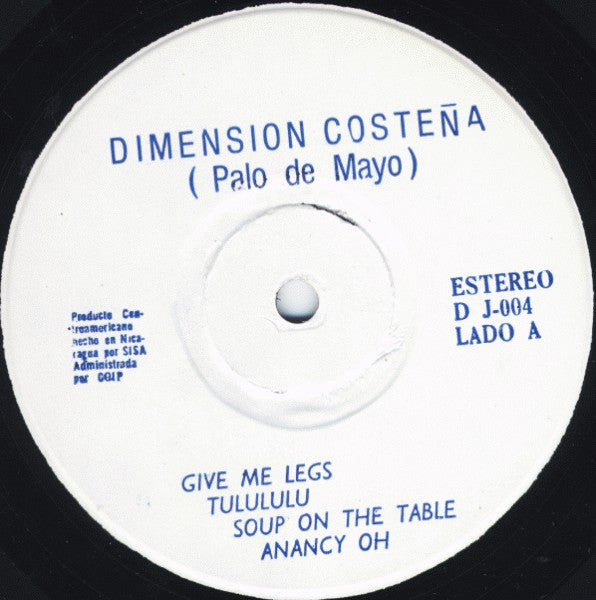 DIMENSION COSTEÑA
( Palo de Mayo )
ESTEREO
D J-004
LADO A
Producto Cen-
troamericano
hecho en Nica-
ragua por SISA
Administrada
por COIP
GIVE ME LEGS
TULULULU
SOUP ON THE TABLE
ANANCY OH